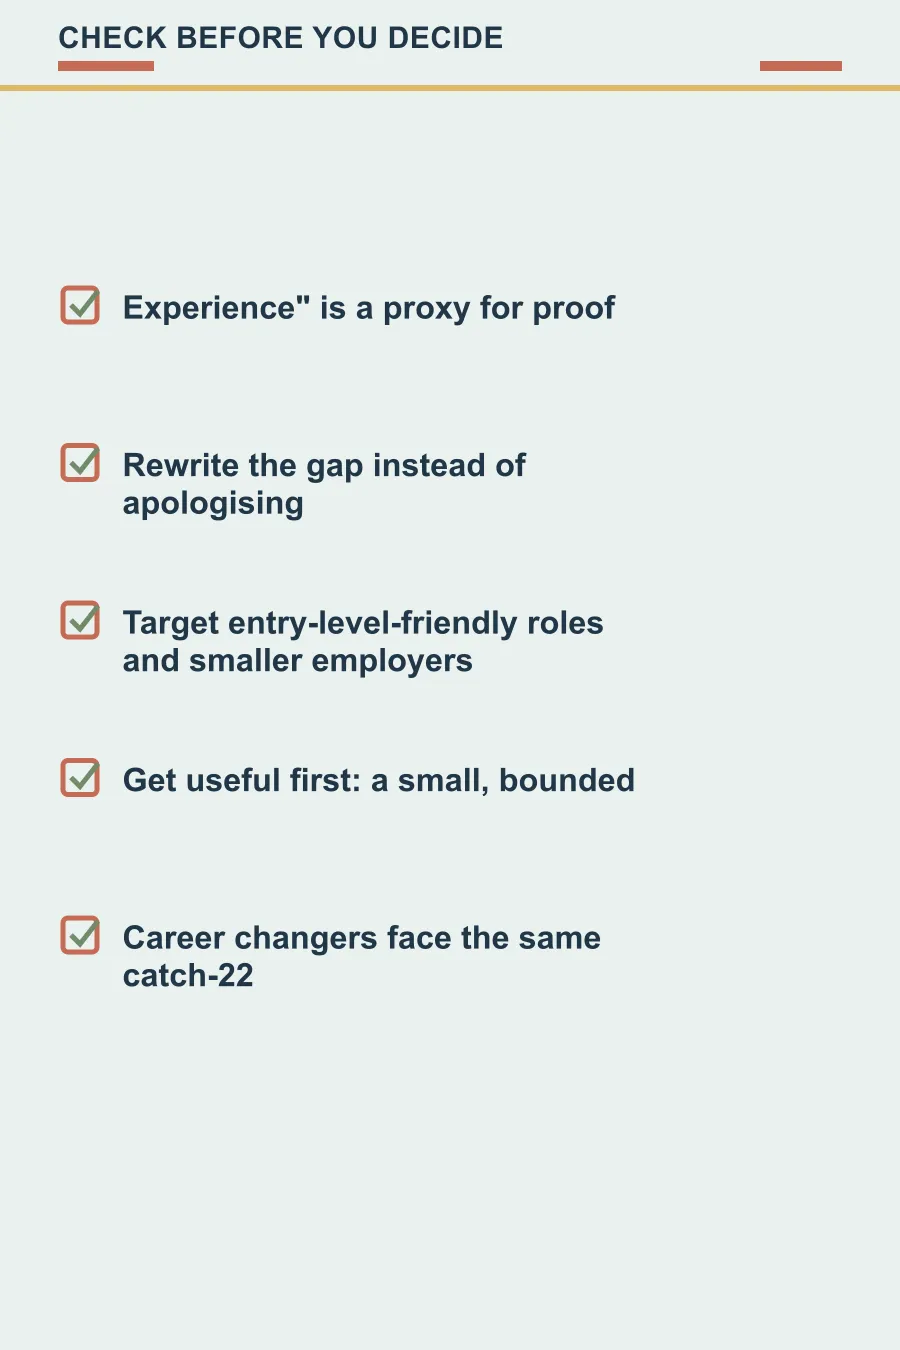 CHECK BEFORE YOU DECIDE
Experience" is a proxy for proof
Rewrite the gap instead of
apologising
Target entry-level-friendly roles
and smaller employers
Get useful first: a small, bounded
Career changers face the same
catch-22